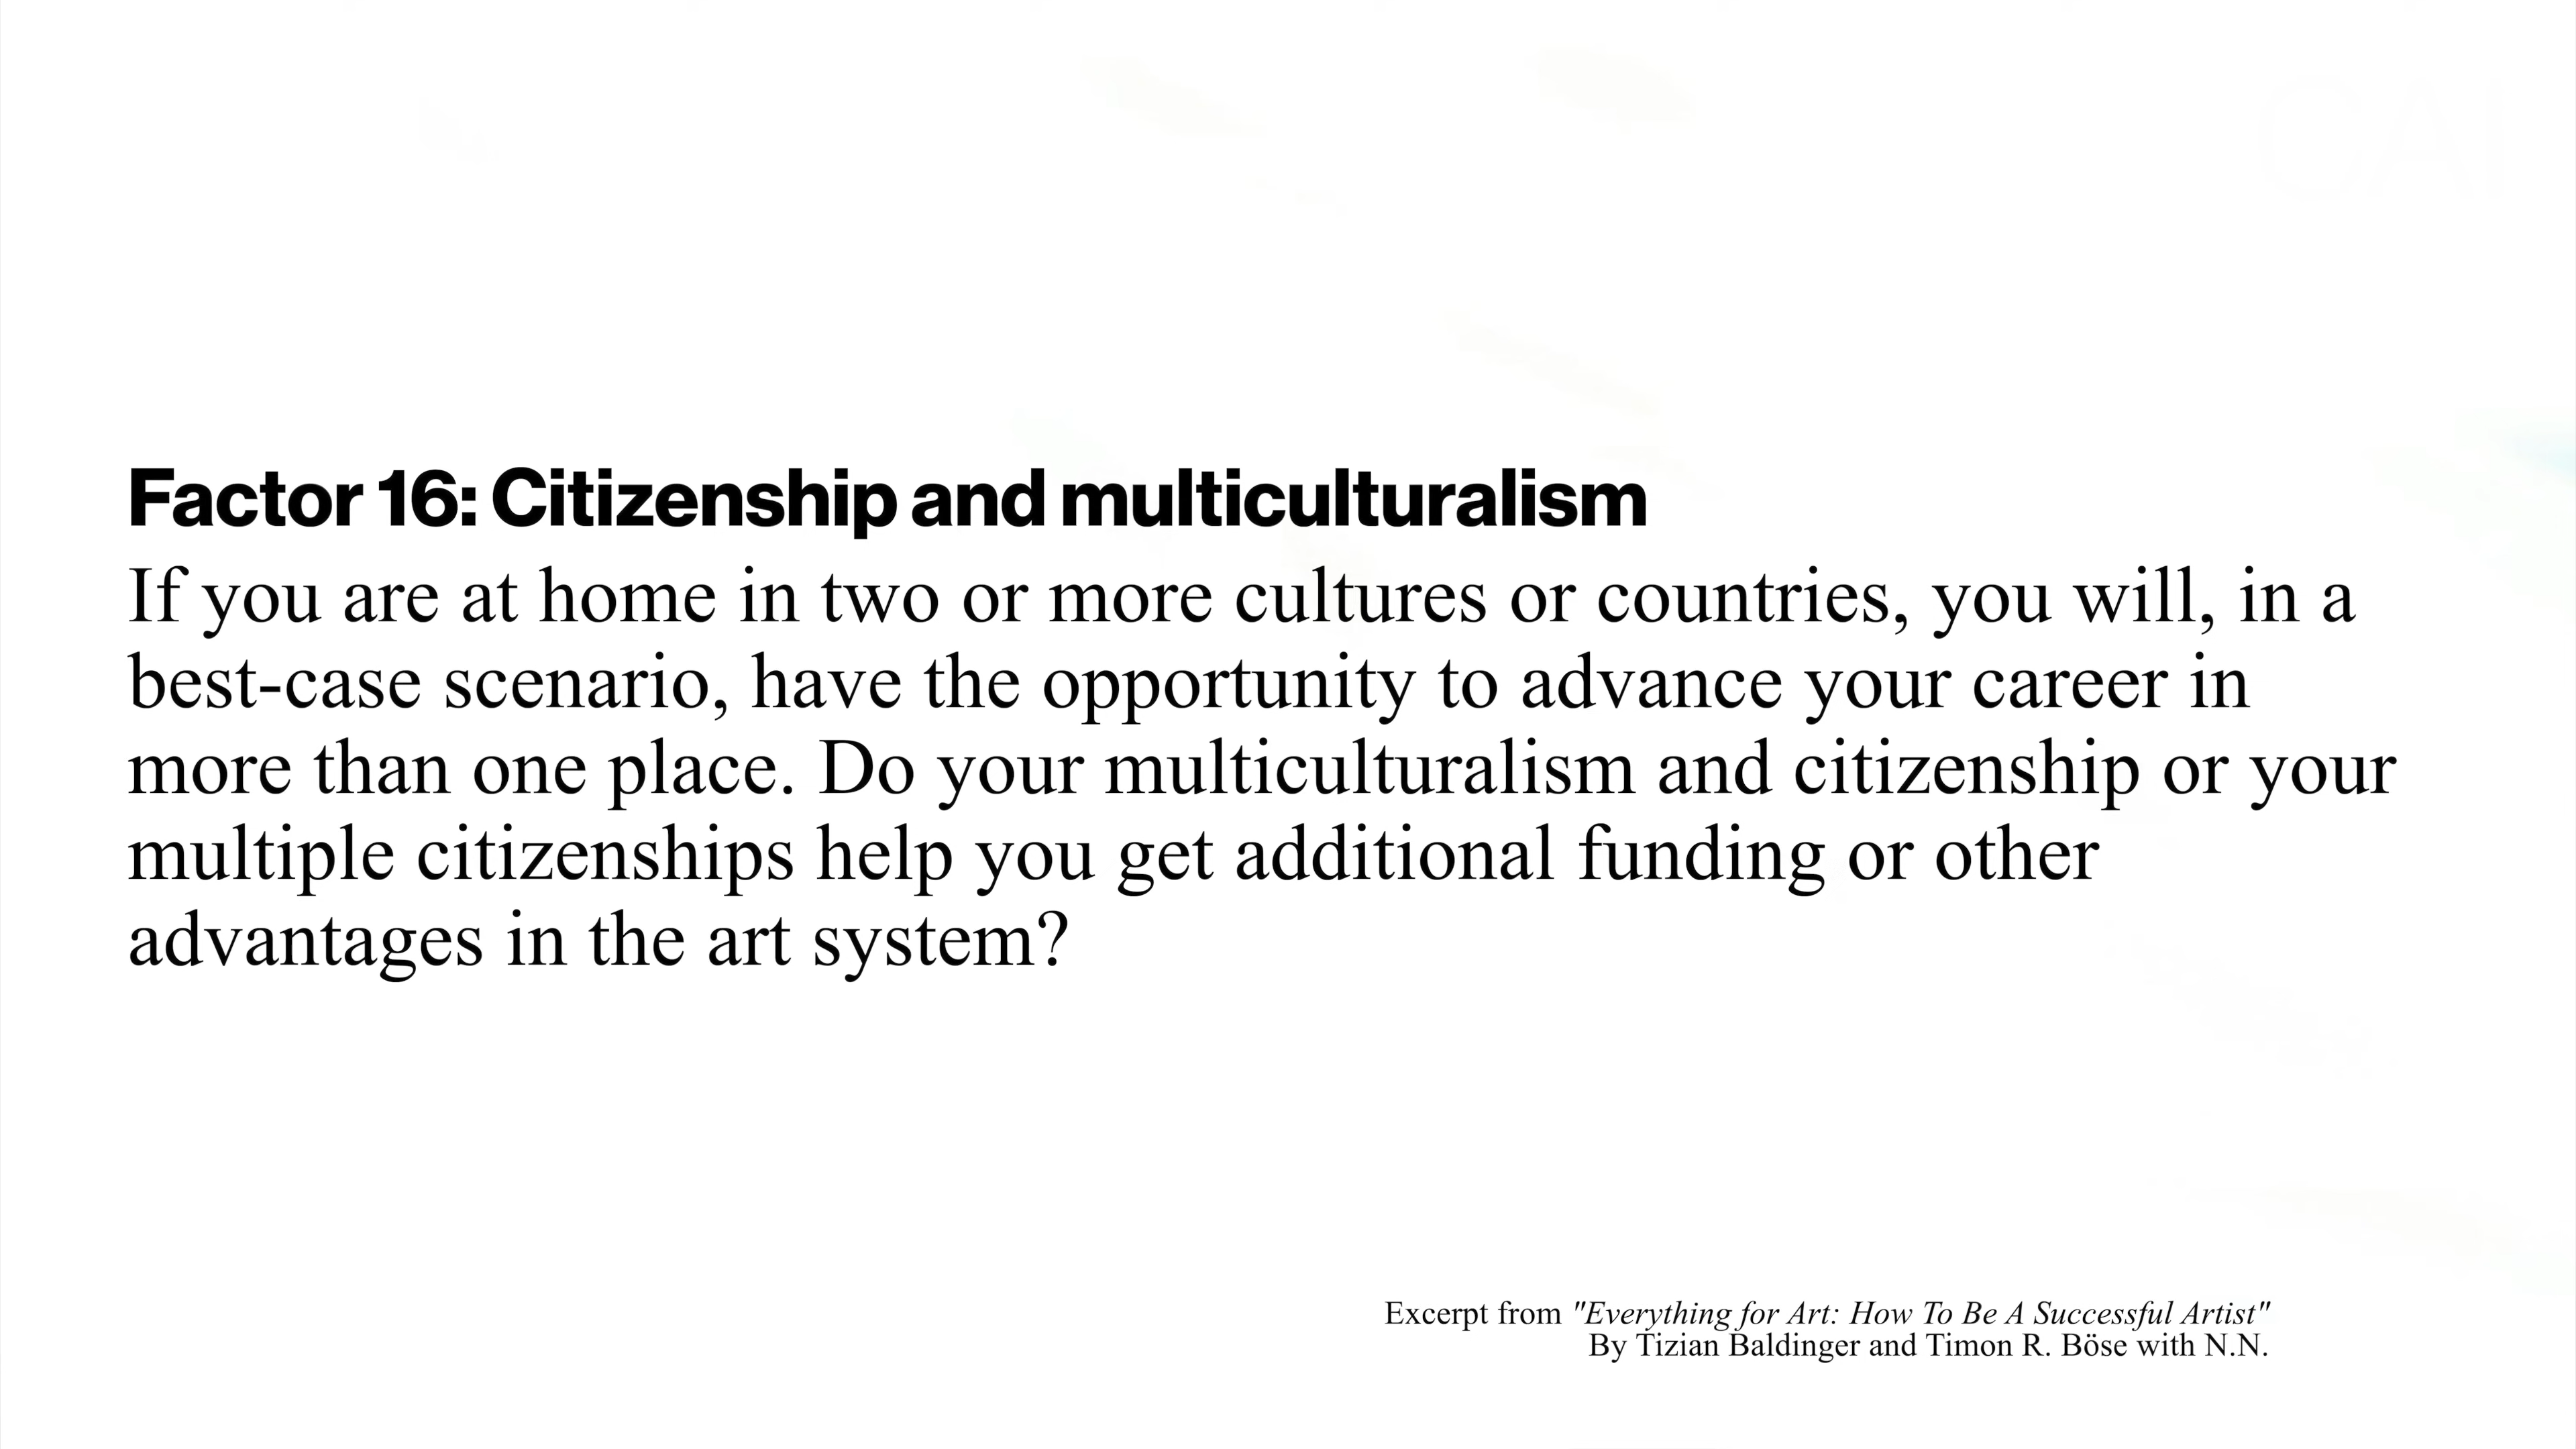 Factor 16: Citizenship and multiculturalism
If you are at home in two or more cultures or countries, you will, in a
best-case scenario, have the opportunity to advance your career in
more than one place. Do your multiculturalism and citizenship or your
multiple citizenships help you get additional funding or other
advantages in the art system?
Excerpt from "Everything for Art: How To Be A Successful Artist"
By Tizian Baldinger and Timon R. Böse with N.N.